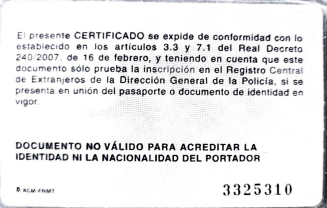 El presente CERTIFICADO se expide de conformidad con lo
establecido en los artículos 3.3 y 7.1 del Real Decreto
240/2007, de 16 de febrero, y teniendo en cuenta que este
documento sólo prueba la inscripción en el Registro Central
de Extranjeros de la Dirección General de la Policía, si se
presenta en unión del pasaporte o documento de identidad en
vigor.
DOCUMENTO NO VÁLIDO PARA ACREDITAR LA
IDENTIDAD NI LA NACIONALIDAD DEL PORTADOR
RCM-FNMT
3325310